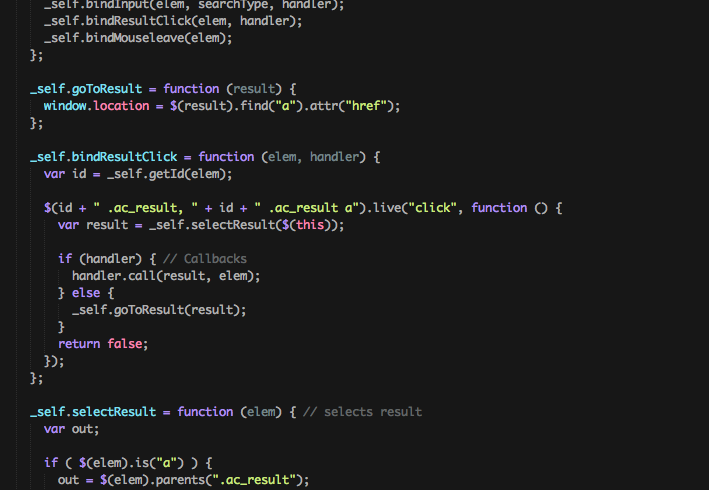 _self.bindInput(elem, searchType, handler);
_self.bindResultClick(elem, handler);
_self.bindMouseleave(elem);
};
_self.goToResult = function (result) {
window.location = $(result).find("a").attr("href");
};
_self.bindResultClick = function (elem, handler) {
var id = _self.getId(elem);
$(id + " .ac_result, " + id + " .ac_result a").live("click", function () {
var result = _self.selectResult($(this));
if (handler) { // Callbacks
handler.call(result, elem);
} else {
_self.goToResult(result);
}
return false;
});
};
_self.selectResult = function (elem) { // selects result
var out;
if ( $(elem).is("a") ) {
out = $(elem).parents(".ac_result");